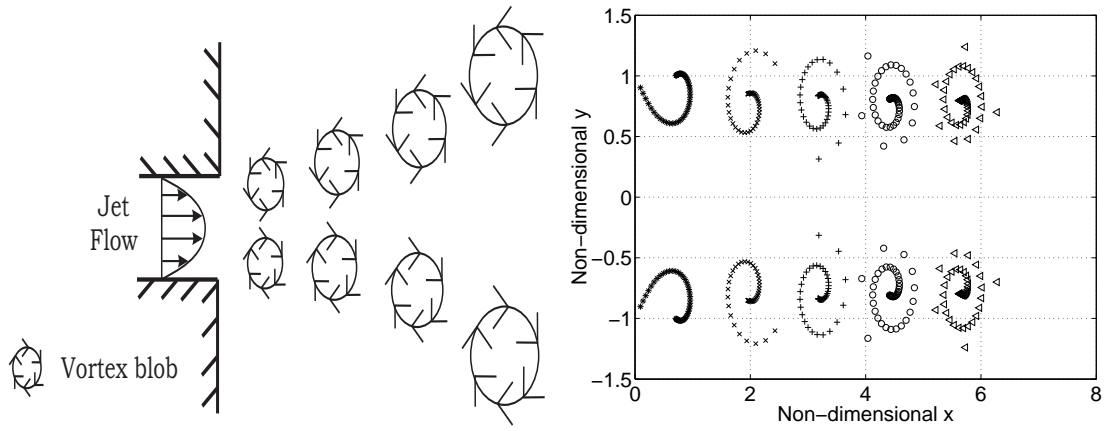 Jet
Flow
Vortex blob
1.5
1
0.5
0
−0.5
−1
−1.5
Non−dimensional y
0
2
4
6
8
Non−dimensional x